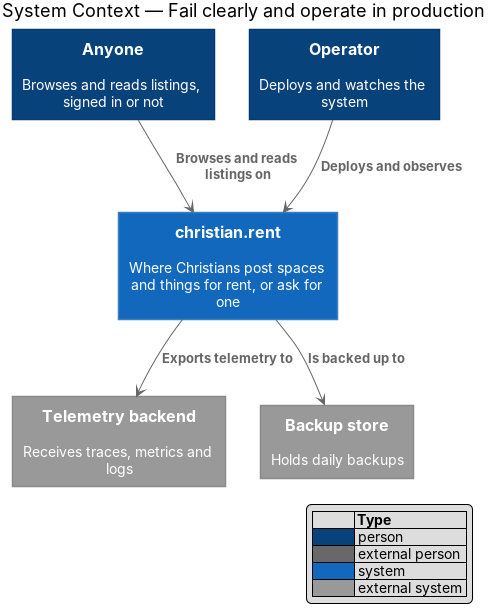 System Context — Fail clearly and operate in production
Anyone
Browses and reads listings,
signed in or not
Operator
Deploys and watches the
system
Browses and reads
listings on
Deploys and observes
christian.rent
Where Christians post spaces
and things for rent, or ask for
one
Exports telemetry to
Is backed up to
Telemetry backend
Receives traces, metrics and
logs
Backup store
Holds daily backups
Type
person
external person
system
external system